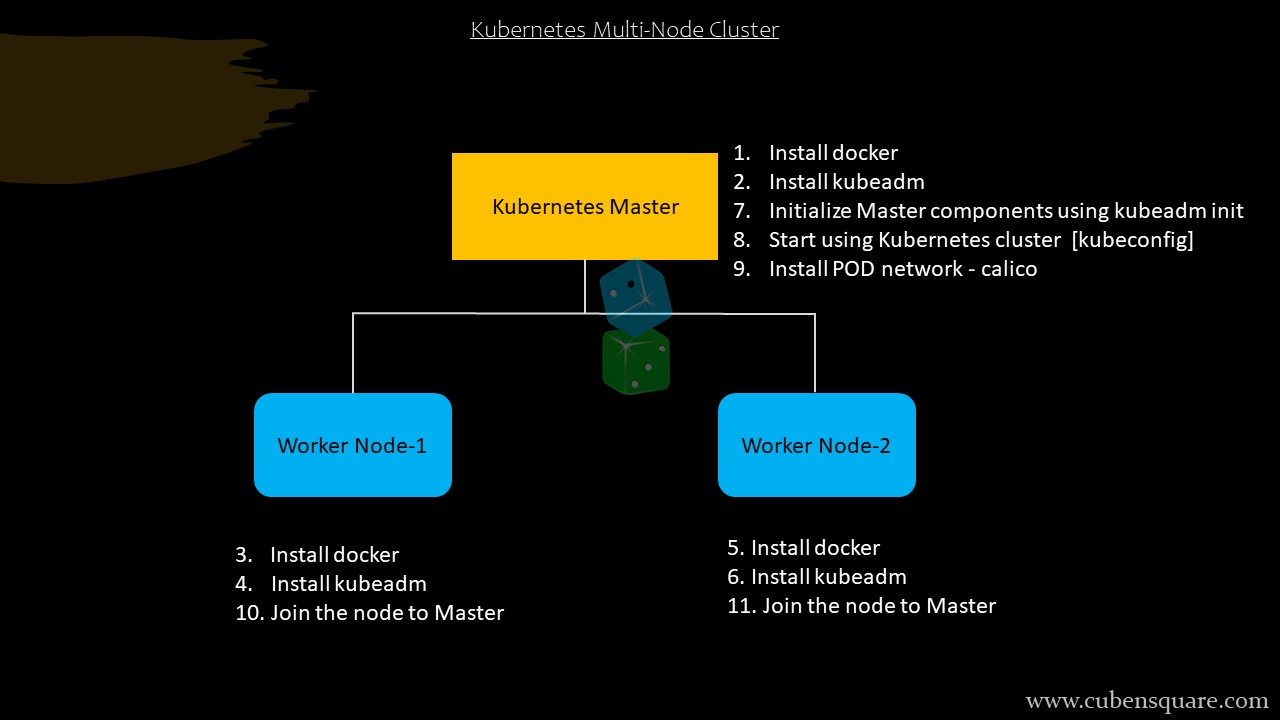 Kubernetes Multi-Node Cluster
Kubernetes Master
1. Install docker
2. Install kubeadm
7. Initialize Master components using kubeadm init
8. Start using Kubernetes cluster [kubeconfig]
9. Install POD network - calico
Worker Node-1
Worker Node-2
3. Install docker
4. Install kubeadm
10. Join the node to Master
5. Install docker
6. Install kubeadm
11. Join the node to Master
www.cubensquare.com